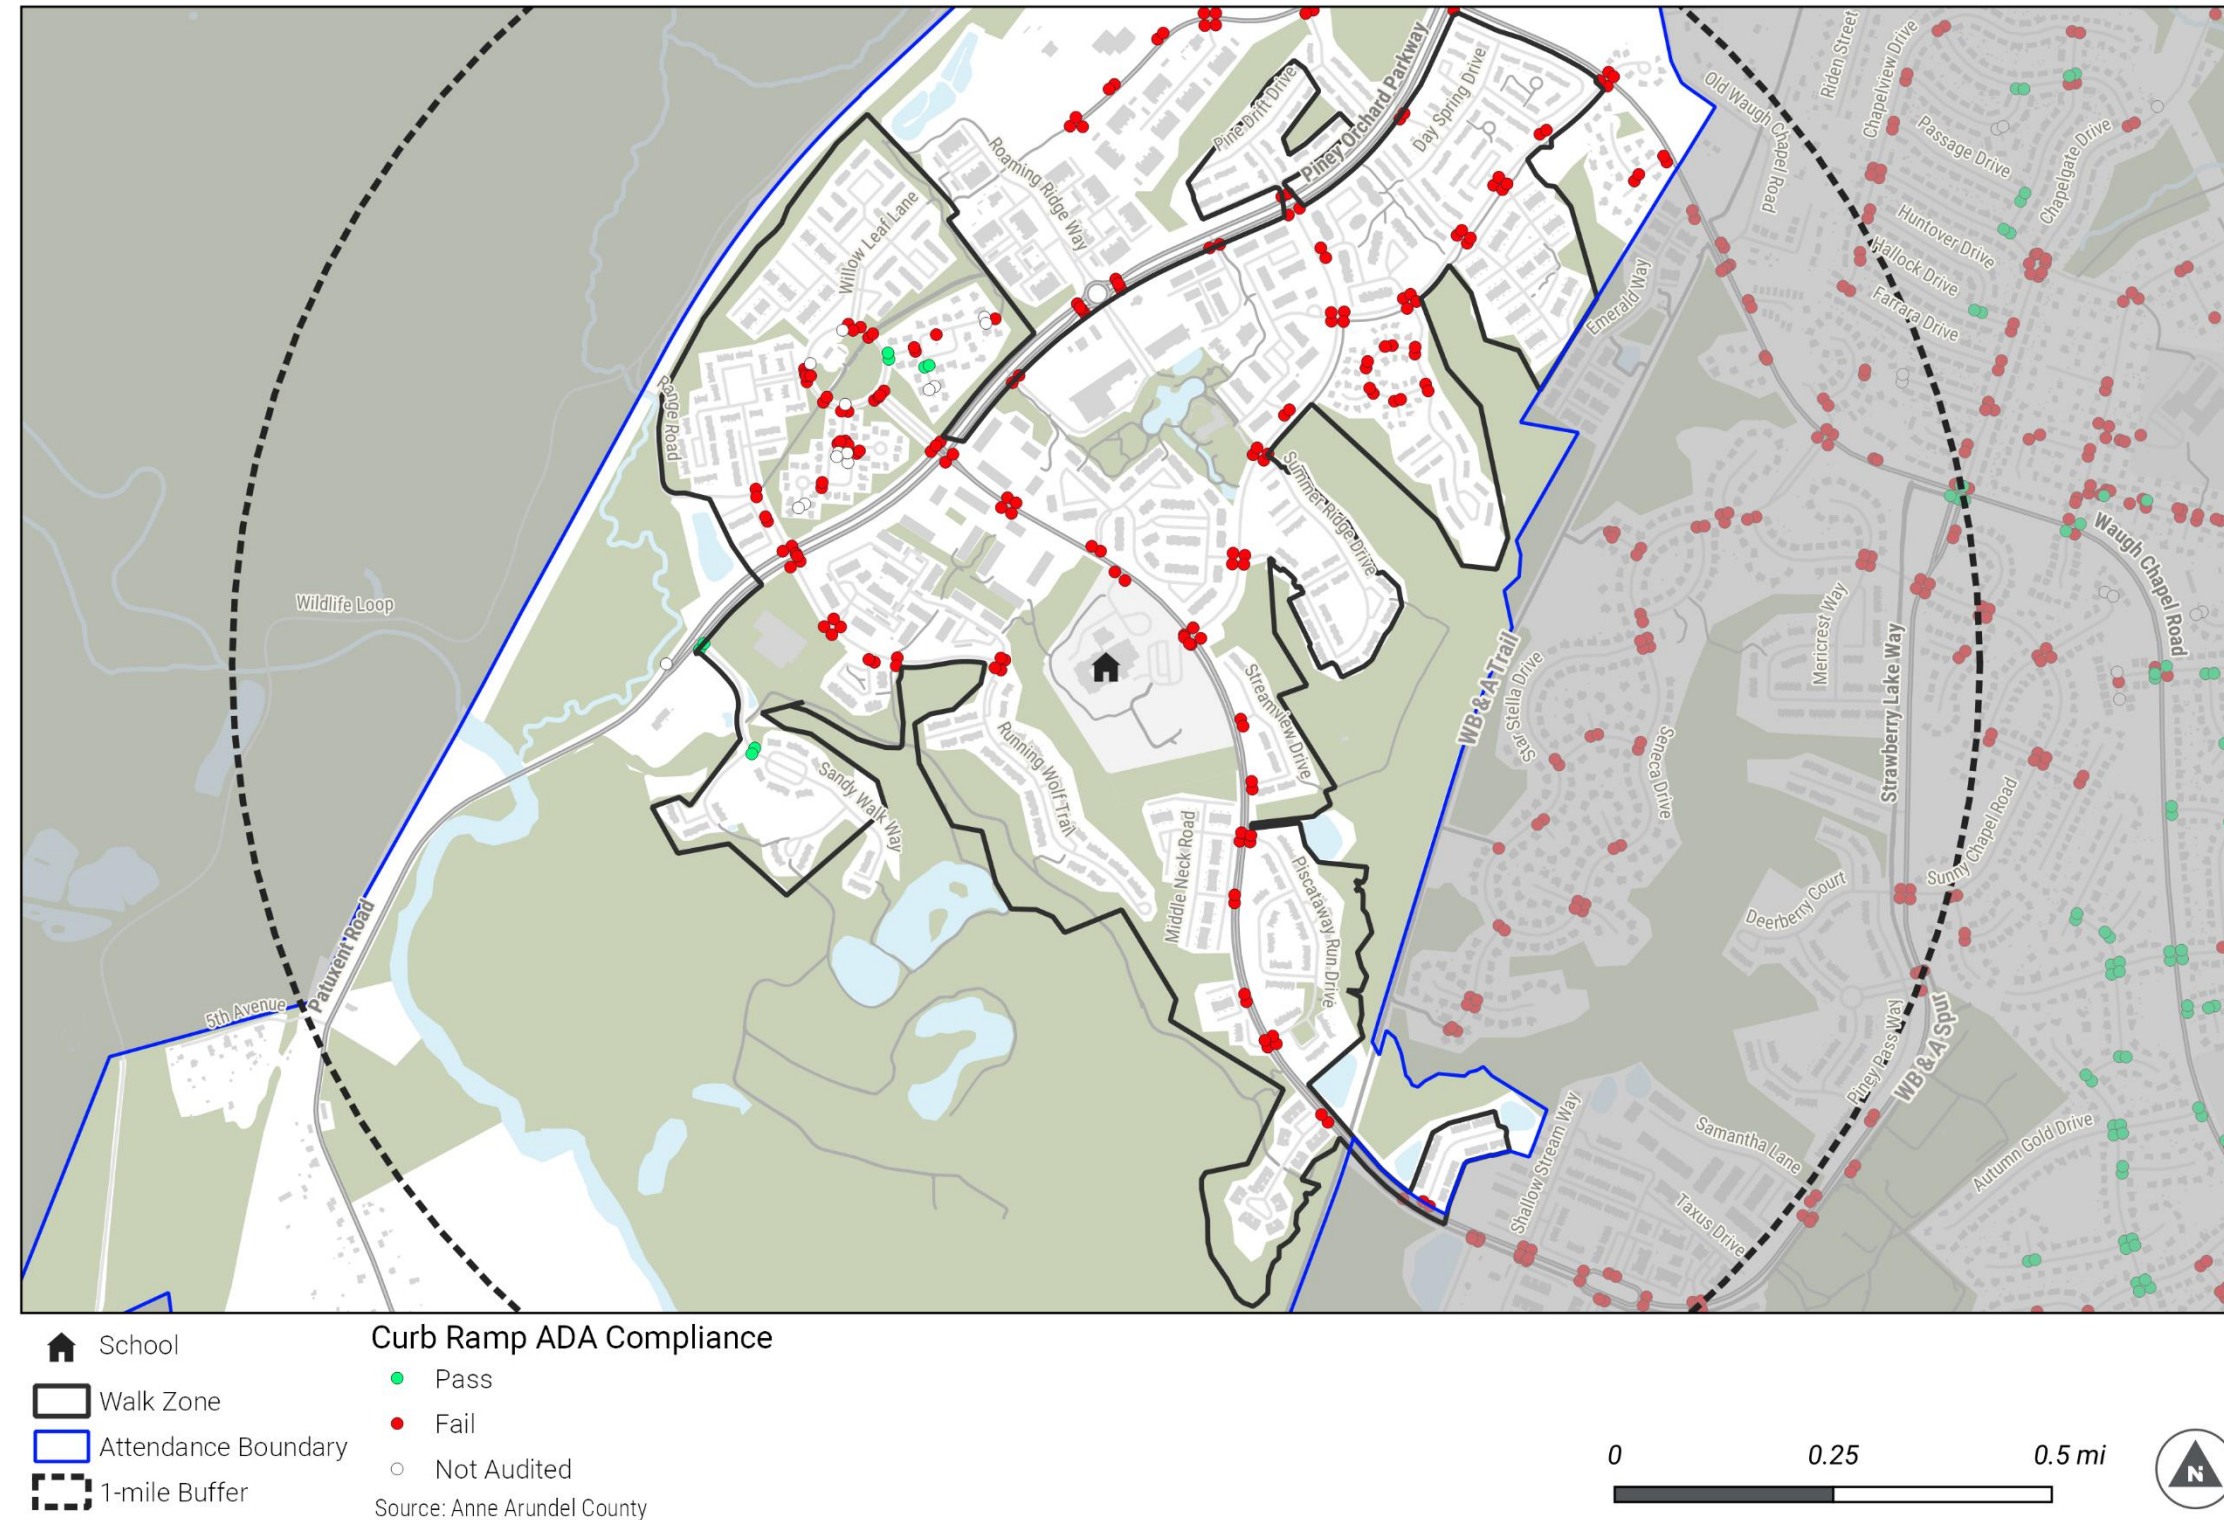 Riden Street
Chapelview Drive
Old Waugh Chapel Road
Passage Drive
Chapelgate Drive
Huntover Drive
Hallock Drive
Farrara Drive
Emerald Way
Pine Drift Drive
Piney Orchard Parkway
Day Spring Drive
Roaming Ridge Way
Willow Leaf Lane
Range Road
Summer Ridge Drive
Waugh Chapel Road
Wildlife Loop
WB & A Trail
Star Stella Drive
Mericrest Way
Strawberry Lake Way
Seneca Drive
Streamview Drive
Running Wolf Trail
Sandy Walk Way
Middle Neck Road
Piscataway Run Drive
Sunny Chapel Road
Deerberry Court
Patuxent Road
5th Avenue
Piney Pass Way
WB & A Spur
Shallow Stream Way
Samantha Lane
Autumn Gold Drive
Taxus Drive
School
Walk Zone
Attendance Boundary
1-mile Buffer
Curb Ramp ADA Compliance
Pass
Fail
Not Audited
Source: Anne Arundel County
0 0.25 0.5 mi
N